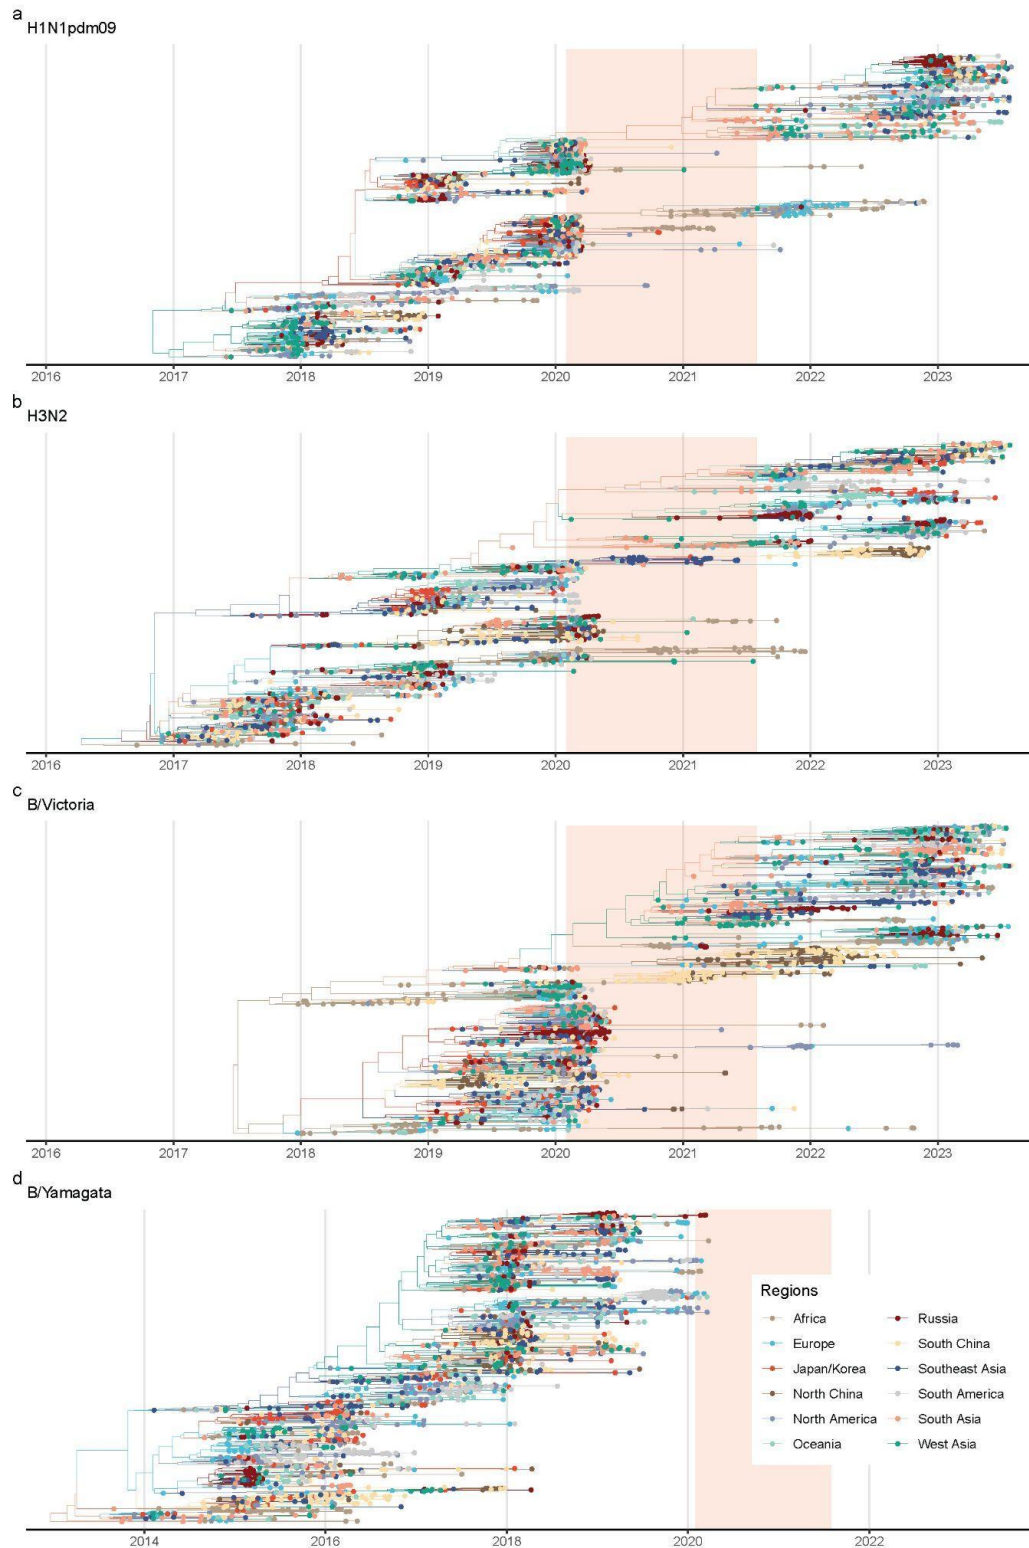 a
H1N1pdm09
2016 2017 2018 2019 2020 2021 2022 2023
b
H3N2
2016 2017 2018 2019 2020 2021 2022 2023
c
B/Victoria
2016 2017 2018 2019 2020 2021 2022 2023
d
B/Yamagata
Regions
Africa Russia
Europe South China
Japan/Korea Southeast Asia
North China South America
North America South Asia
Oceania West Asia
2014 2016 2018 2020 2022